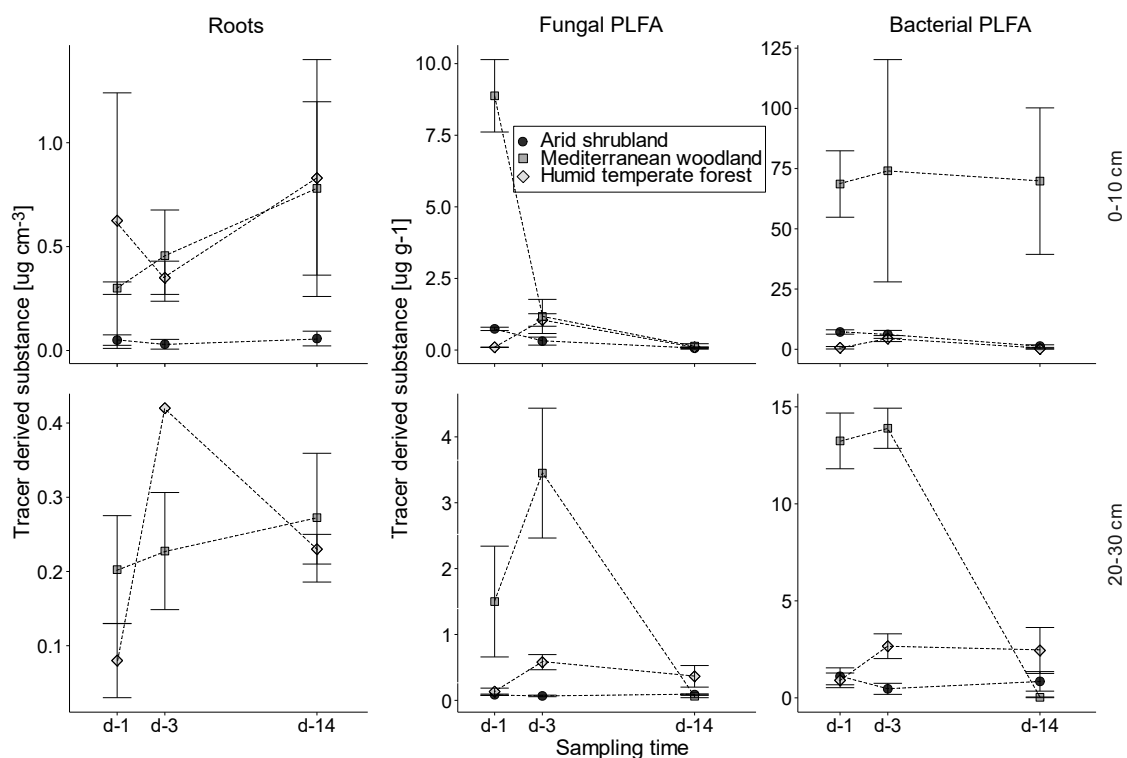 Roots
Fungal PLFA
Bacterial PLFA
Tracer derived substance [ug cm-3]
1.0
0.5
0.0
0.4
0.3
0.2
0.1
Tracer derived substance [ug g-1]
10.0
7.5
5.0
2.5
0.0
Arid shrubland
Mediterranean woodland
Humid temperate forest
4
3
2
1
0
125
100
75
50
25
0
15
10
5
0
0-10 cm
20-30 cm
d-1 d-3 d-14
d-1 d-3 d-14
d-1 d-3 d-14
Sampling time